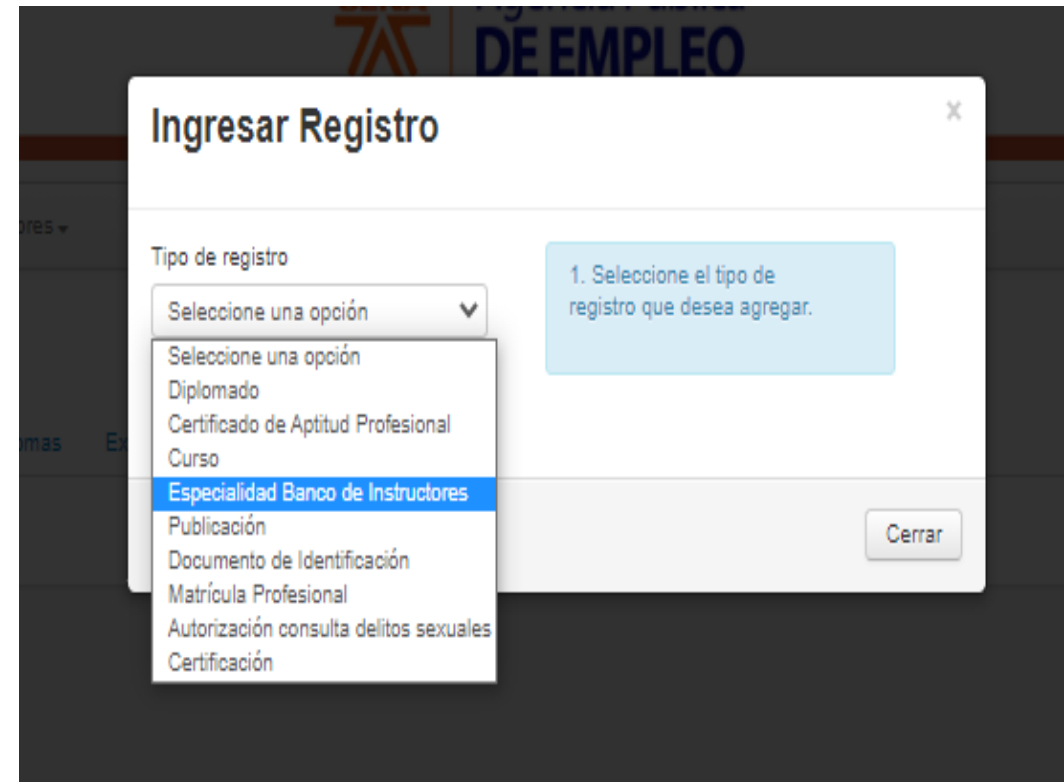 DE EMPLEO
Ingresar Registro
×
Tipo de registro
Seleccione una opción
1. Seleccione el tipo de
registro que desea agregar.
Seleccione una opción
Diplomado
Certificado de Aptitud Profesional
Curso
Especialidad Banco de Instructores
Publicación
Documento de Identificación
Matrícula Profesional
Autorización consulta delitos sexuales
Certificación
Cerrar